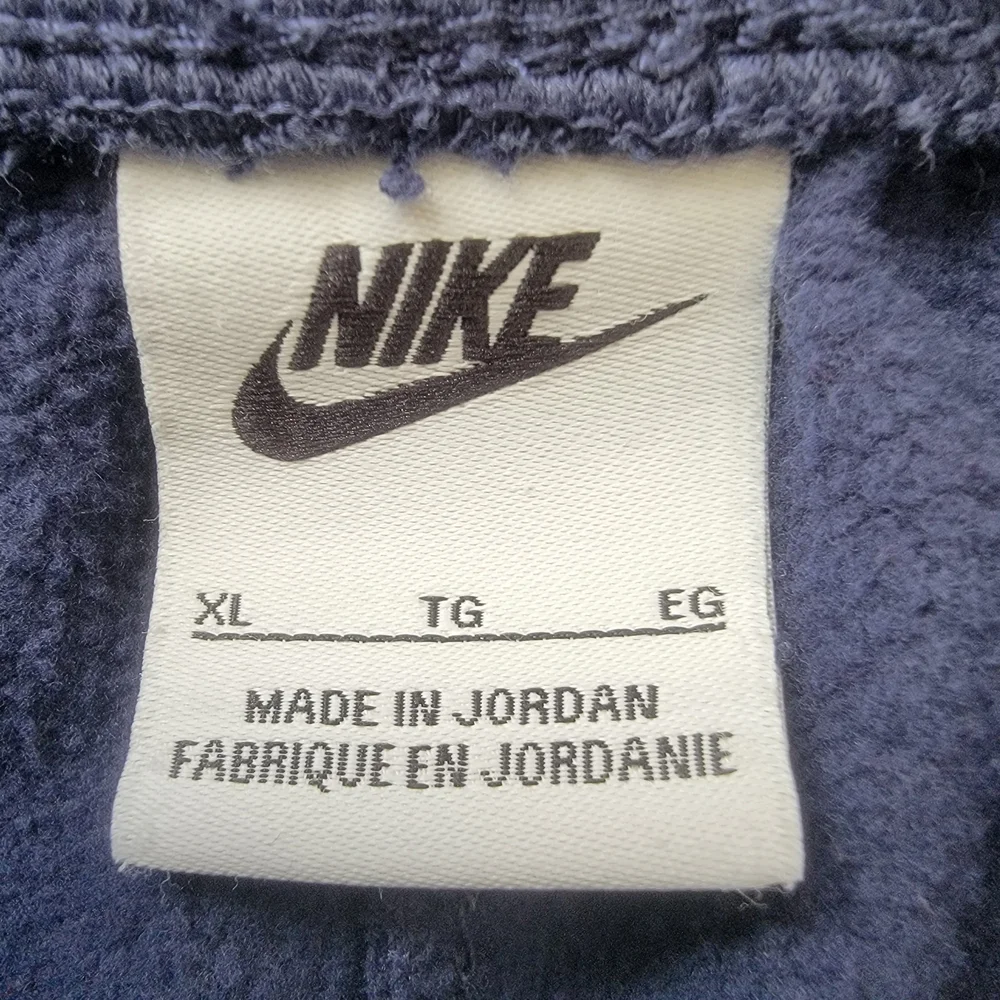 NIKE
XL TG EG
MADE IN JORDAN
FABRIQUE EN JORDANIE